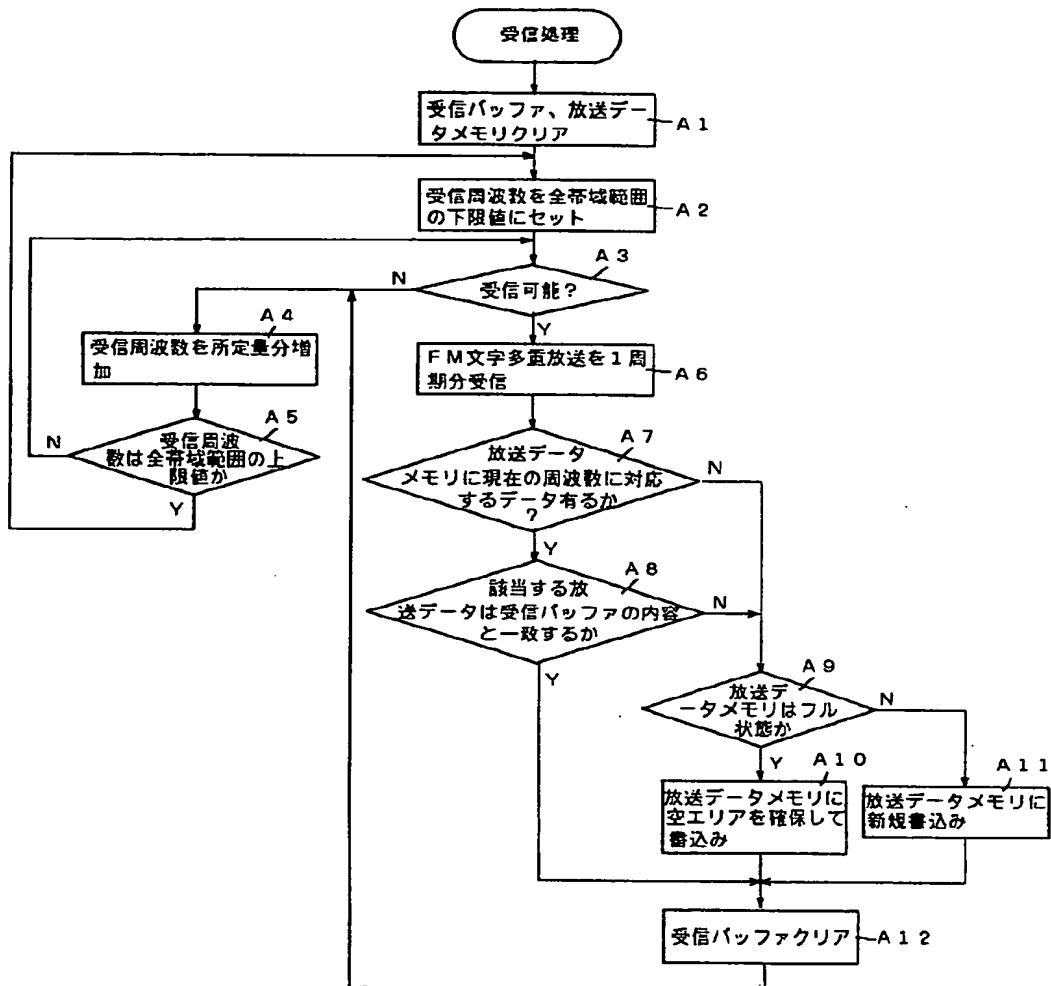 受信処理
受信バッファ、放送デー
タメモリクリア
A1
受信周波数を全帯域範囲
の下限値にセット
A2
A3
N
受信可能?
Y
A4
受信周波数を所定量分増
加
FM文字多重放送を1周
期分受信
A6
A5
N
受信周波
数は全帯域範囲の上
限値か
Y
A7
放送データ
メモリに現在の周波数に対応
するデータ有るか
?
N
Y
A8
該当する放
送データは受信バッファの内容
と一致するか
N
Y
A9
放送デ
ータメモリはフル
状態か
N
Y
A10
放送データメモリに
空エリアを確保して
書込み
A11
放送データメモリに
新規書込み
受信バッファクリア
A12